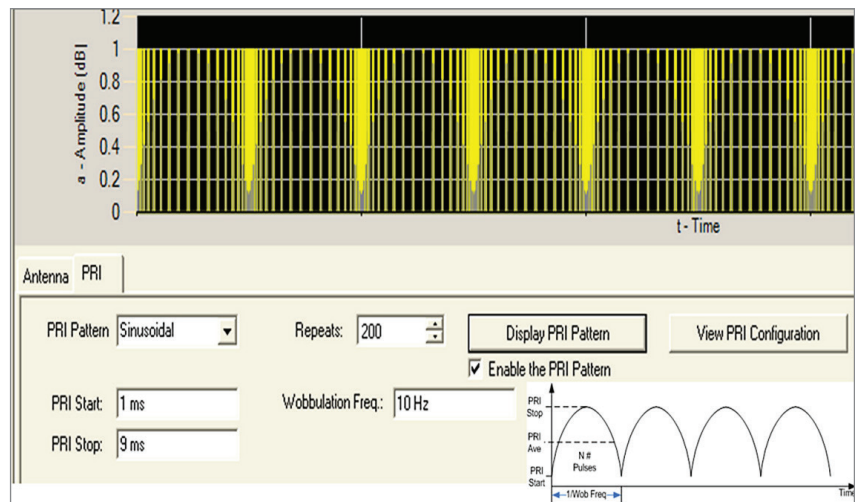 1.2
1
0.8
0.6
0.4
0.2
0
a - Amplitude (dB)
t - Time
Antenna PRI
PRI Pattern Sinusoidal Repeats: 200 Display PRI Pattern View PRI Configuration
Enable the PRI Pattern
PRI Start: 1 ms Wobbulation Freq.: 10 Hz
PRI Stop: 9 ms
PRI Stop
PRI Ave
N #
Pulses
PRI Start
1/Wob Freq
Time